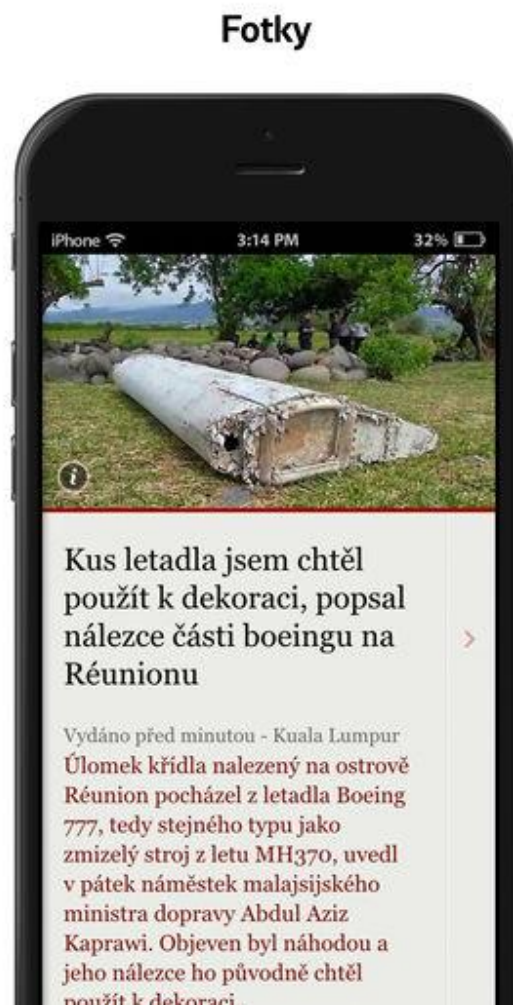 Fotky
iPhone 3:14 PM 32%
i
Kus letadla jsem chtěl
použít k dekoraci, popsal
nálezce části boeingu na
Réunionu
Vydáno před minutou - Kuala Lumpur
Úlomek křídla nalezený na ostrově
Réunion pocházel z letadla Boeing
777, tedy stejného typu jako
zmizelý stroj z letu MH370, uvedl
v pátek náměstek malajsijského
ministra dopravy Abdul Aziz
Kaprawi. Objeven byl náhodou a
jeho nálezce ho původně chtěl
použít k dekoraci.